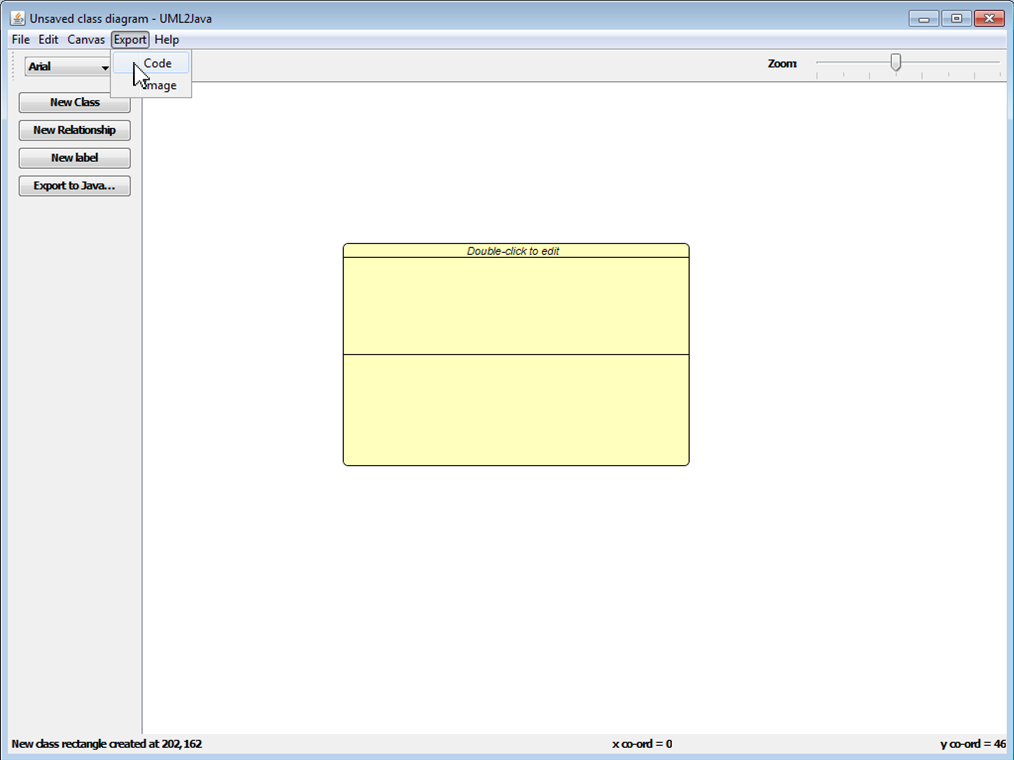 Unsaved class diagram - UML2Java
File Edit Canvas Export Help
Arial
Code
Image
Zoom:
New Class
New Relationship
New label
Export to Java...
Double-click to edit
New class rectangle created at 202,162
x co-ord = 0
y co-ord = 46